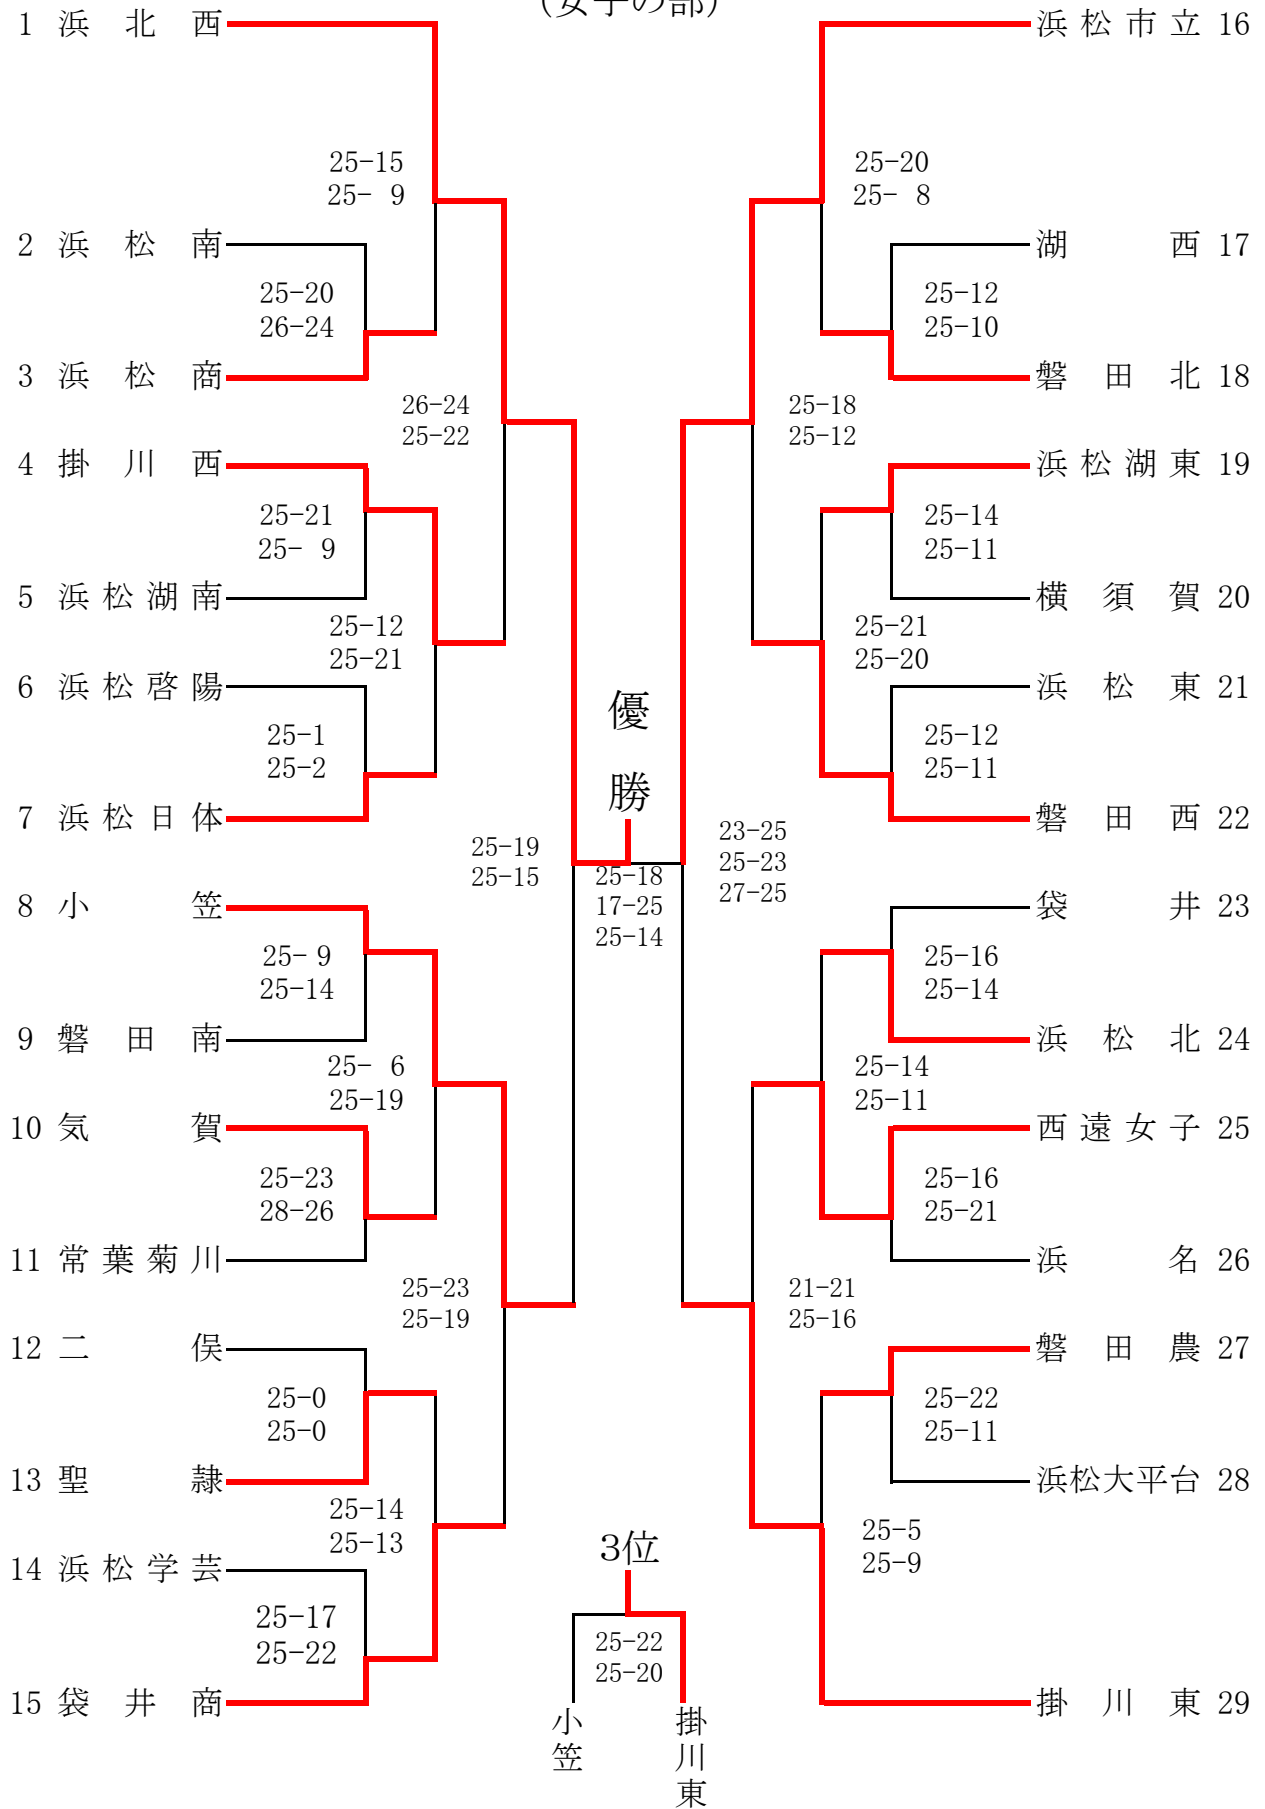 (女子の部)
1 浜北西
25-15
25- 9
2 浜松南
25-20
26-24
3 浜松商
26-24
25-22
4 掛川西
25-21
25- 9
5 浜松湖南
25-12
25-21
6 浜松啓陽
25-1
25-2
7 浜松日体
25-19
25-15
8 小笠
25- 9
25-14
9 磐田南
25- 6
25-19
10 気賀
25-23
28-26
11 常葉菊川
25-23
25-19
12 二俣
25-0
25-0
13 聖隷
25-14
25-13
14 浜松学芸
25-17
25-22
15 袋井商
優勝
25-18
17-25
25-14
3位
25-22
25-20
小笠
掛川東
浜松市立 16
25-20
25- 8
湖西 17
25-12
25-10
磐田北 18
25-18
25-12
浜松湖東 19
25-14
25-11
横須賀 20
25-21
25-20
浜松東 21
25-12
25-11
磐田西 22
23-25
25-23
27-25
袋井 23
25-16
25-14
浜松北 24
25-14
25-11
西遠女子 25
25-16
25-21
浜名 26
21-21
25-16
磐田農 27
25-22
25-11
浜松大平台 28
25-5
25-9
掛川東 29